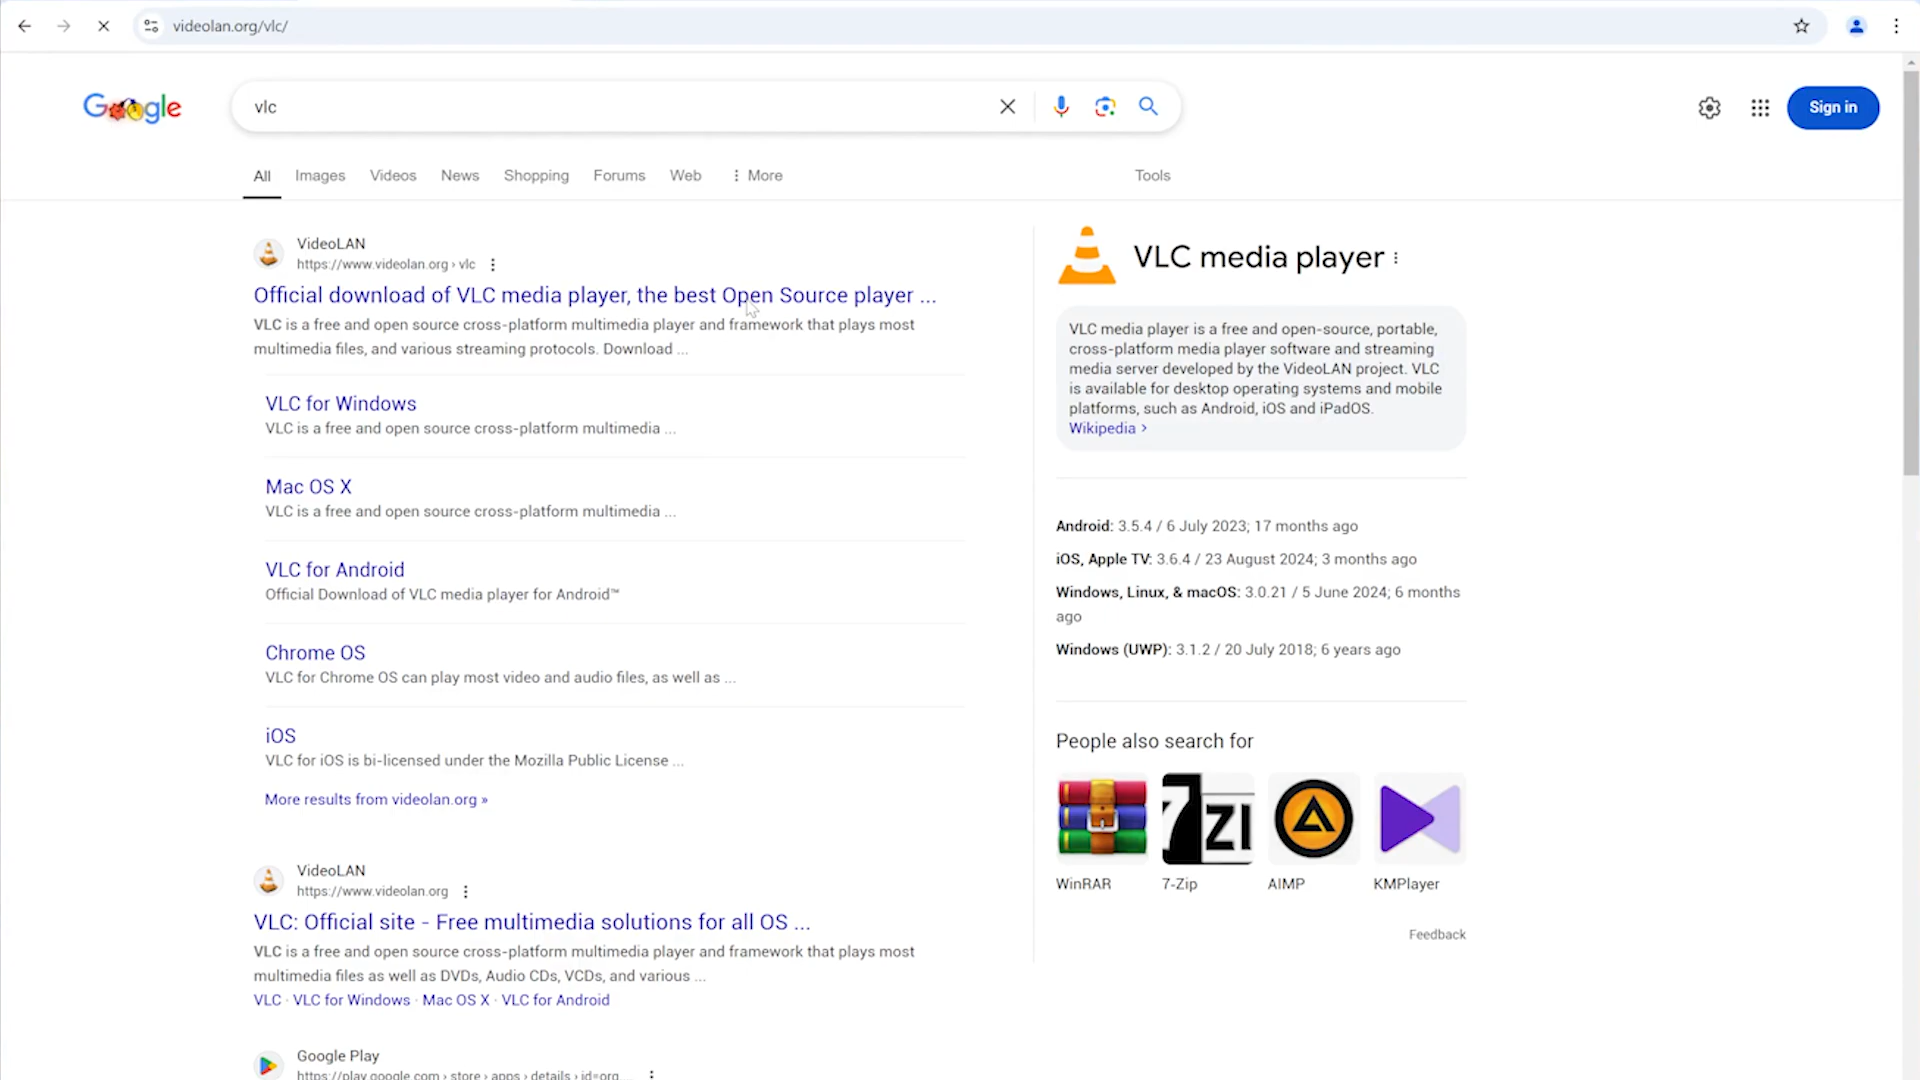 videolan.org/vlc/
Google
vlc
Sign in
All
Images
Videos
News
Shopping
Forums
Web
More
Tools
VideoLAN
https://www.videolan.org › vlc
Official download of VLC media player, the best Open Source player ...
VLC is a free and open source cross-platform multimedia player and framework that plays most
multimedia files, and various streaming protocols. Download ...
VLC for Windows
VLC is a free and open source cross-platform multimedia ...
Mac OS X
VLC is a free and open source cross-platform multimedia ...
VLC for Android
Official Download of VLC media player for Android™
Chrome OS
VLC for Chrome OS can play most video and audio files, as well as ...
iOS
VLC for iOS is bi-licensed under the Mozilla Public License ...
More results from videolan.org »
VideoLAN
https://www.videolan.org
VLC: Official site - Free multimedia solutions for all OS ...
VLC is a free and open source cross-platform multimedia player and framework that plays most
multimedia files as well as DVDs, Audio CDs, VCDs, and various ...
VLC · VLC for Windows · Mac OS X · VLC for Android
Google Play
https://play.google.com › store › apps › details › id=org....
VLC media player
VLC media player is a free and open-source, portable,
cross-platform media player software and streaming
media server developed by the VideoLAN project. VLC
is available for desktop operating systems and mobile
platforms, such as Android, iOS and iPadOS.
Wikipedia ›
Android: 3.5.4 / 6 July 2023; 17 months ago
iOS, Apple TV: 3.6.4 / 23 August 2024; 3 months ago
Windows, Linux, & macOS: 3.0.21 / 5 June 2024; 6 months
ago
Windows (UWP): 3.1.2 / 20 July 2018; 6 years ago
People also search for
7ZI
WinRAR
7-Zip
AIMP
KMPlayer
Feedback